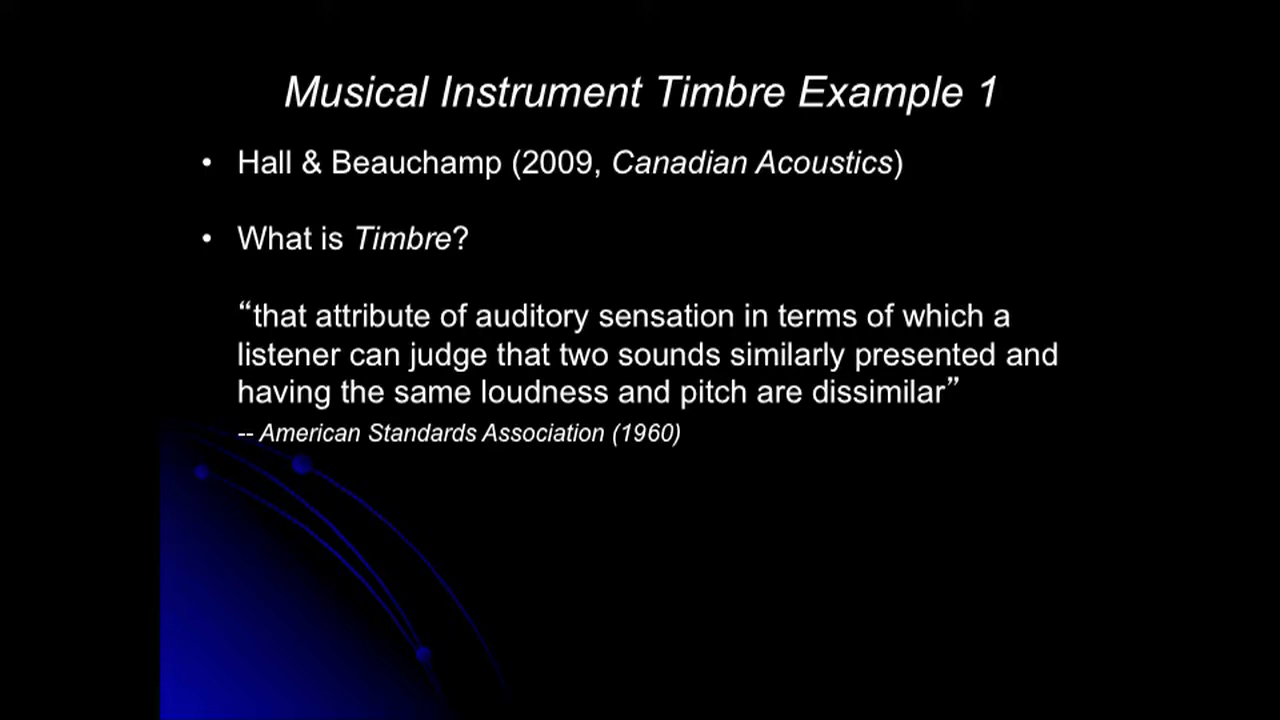 Musical Instrument Timbre Example 1
• Hall & Beauchamp (2009, Canadian Acoustics)
• What is Timbre?
“that attribute of auditory sensation in terms of which a
listener can judge that two sounds similarly presented and
having the same loudness and pitch are dissimilar”
-- American Standards Association (1960)